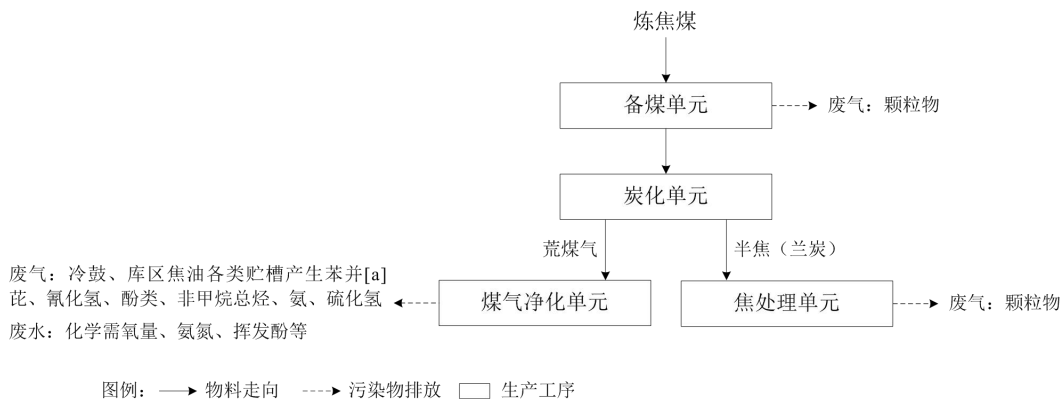 炼焦煤
备煤单元
废气：颗粒物
炭化单元
荒煤气
半焦（兰炭）
废气：冷鼓、库区焦油各类贮槽产生苯并[a]
芘、氰化氢、酚类、非甲烷总烃、氨、硫化氢
废水：化学需氧量、氨氮、挥发酚等
煤气净化单元
焦处理单元
废气：颗粒物
图例： 物料走向 污染物排放 生产工序